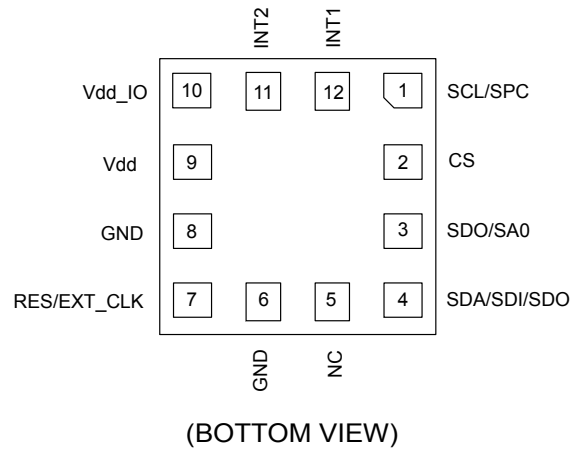 INT2 INT1
Vdd_IO 10 11 12 1 SCL/SPC
Vdd 9 2 CS
GND 8 3 SDO/SA0
RES/EXT_CLK 7 6 5 4 SDA/SDI/SDO
GND NC
(BOTTOM VIEW)